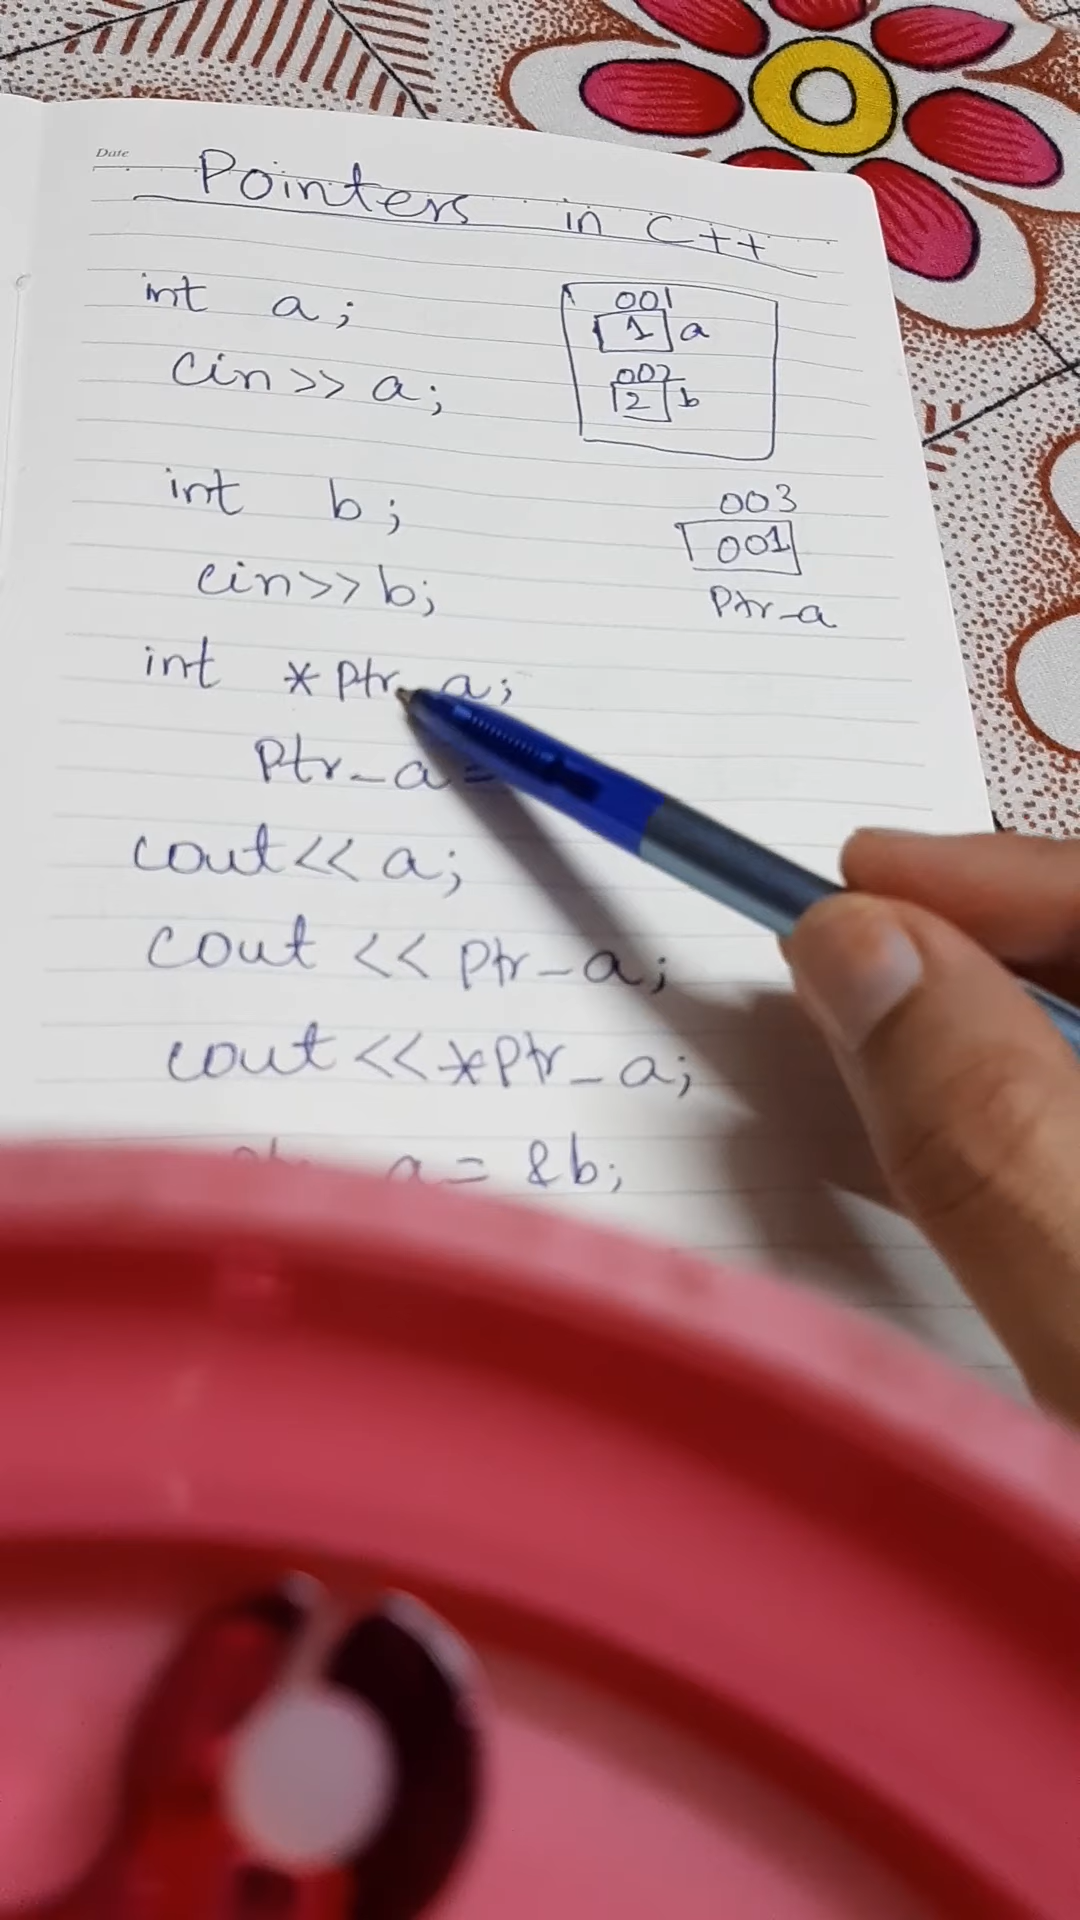 Date
Pointers in C++
int a;
cin>> a;
int b;
cin>> b;
int *ptr_a;
Ptr_a=
cout<< a;
cout << ptr_a;
cout <<*ptr_a;
a= &b;
001
1 a
002
2 b
003
001
Ptr_a